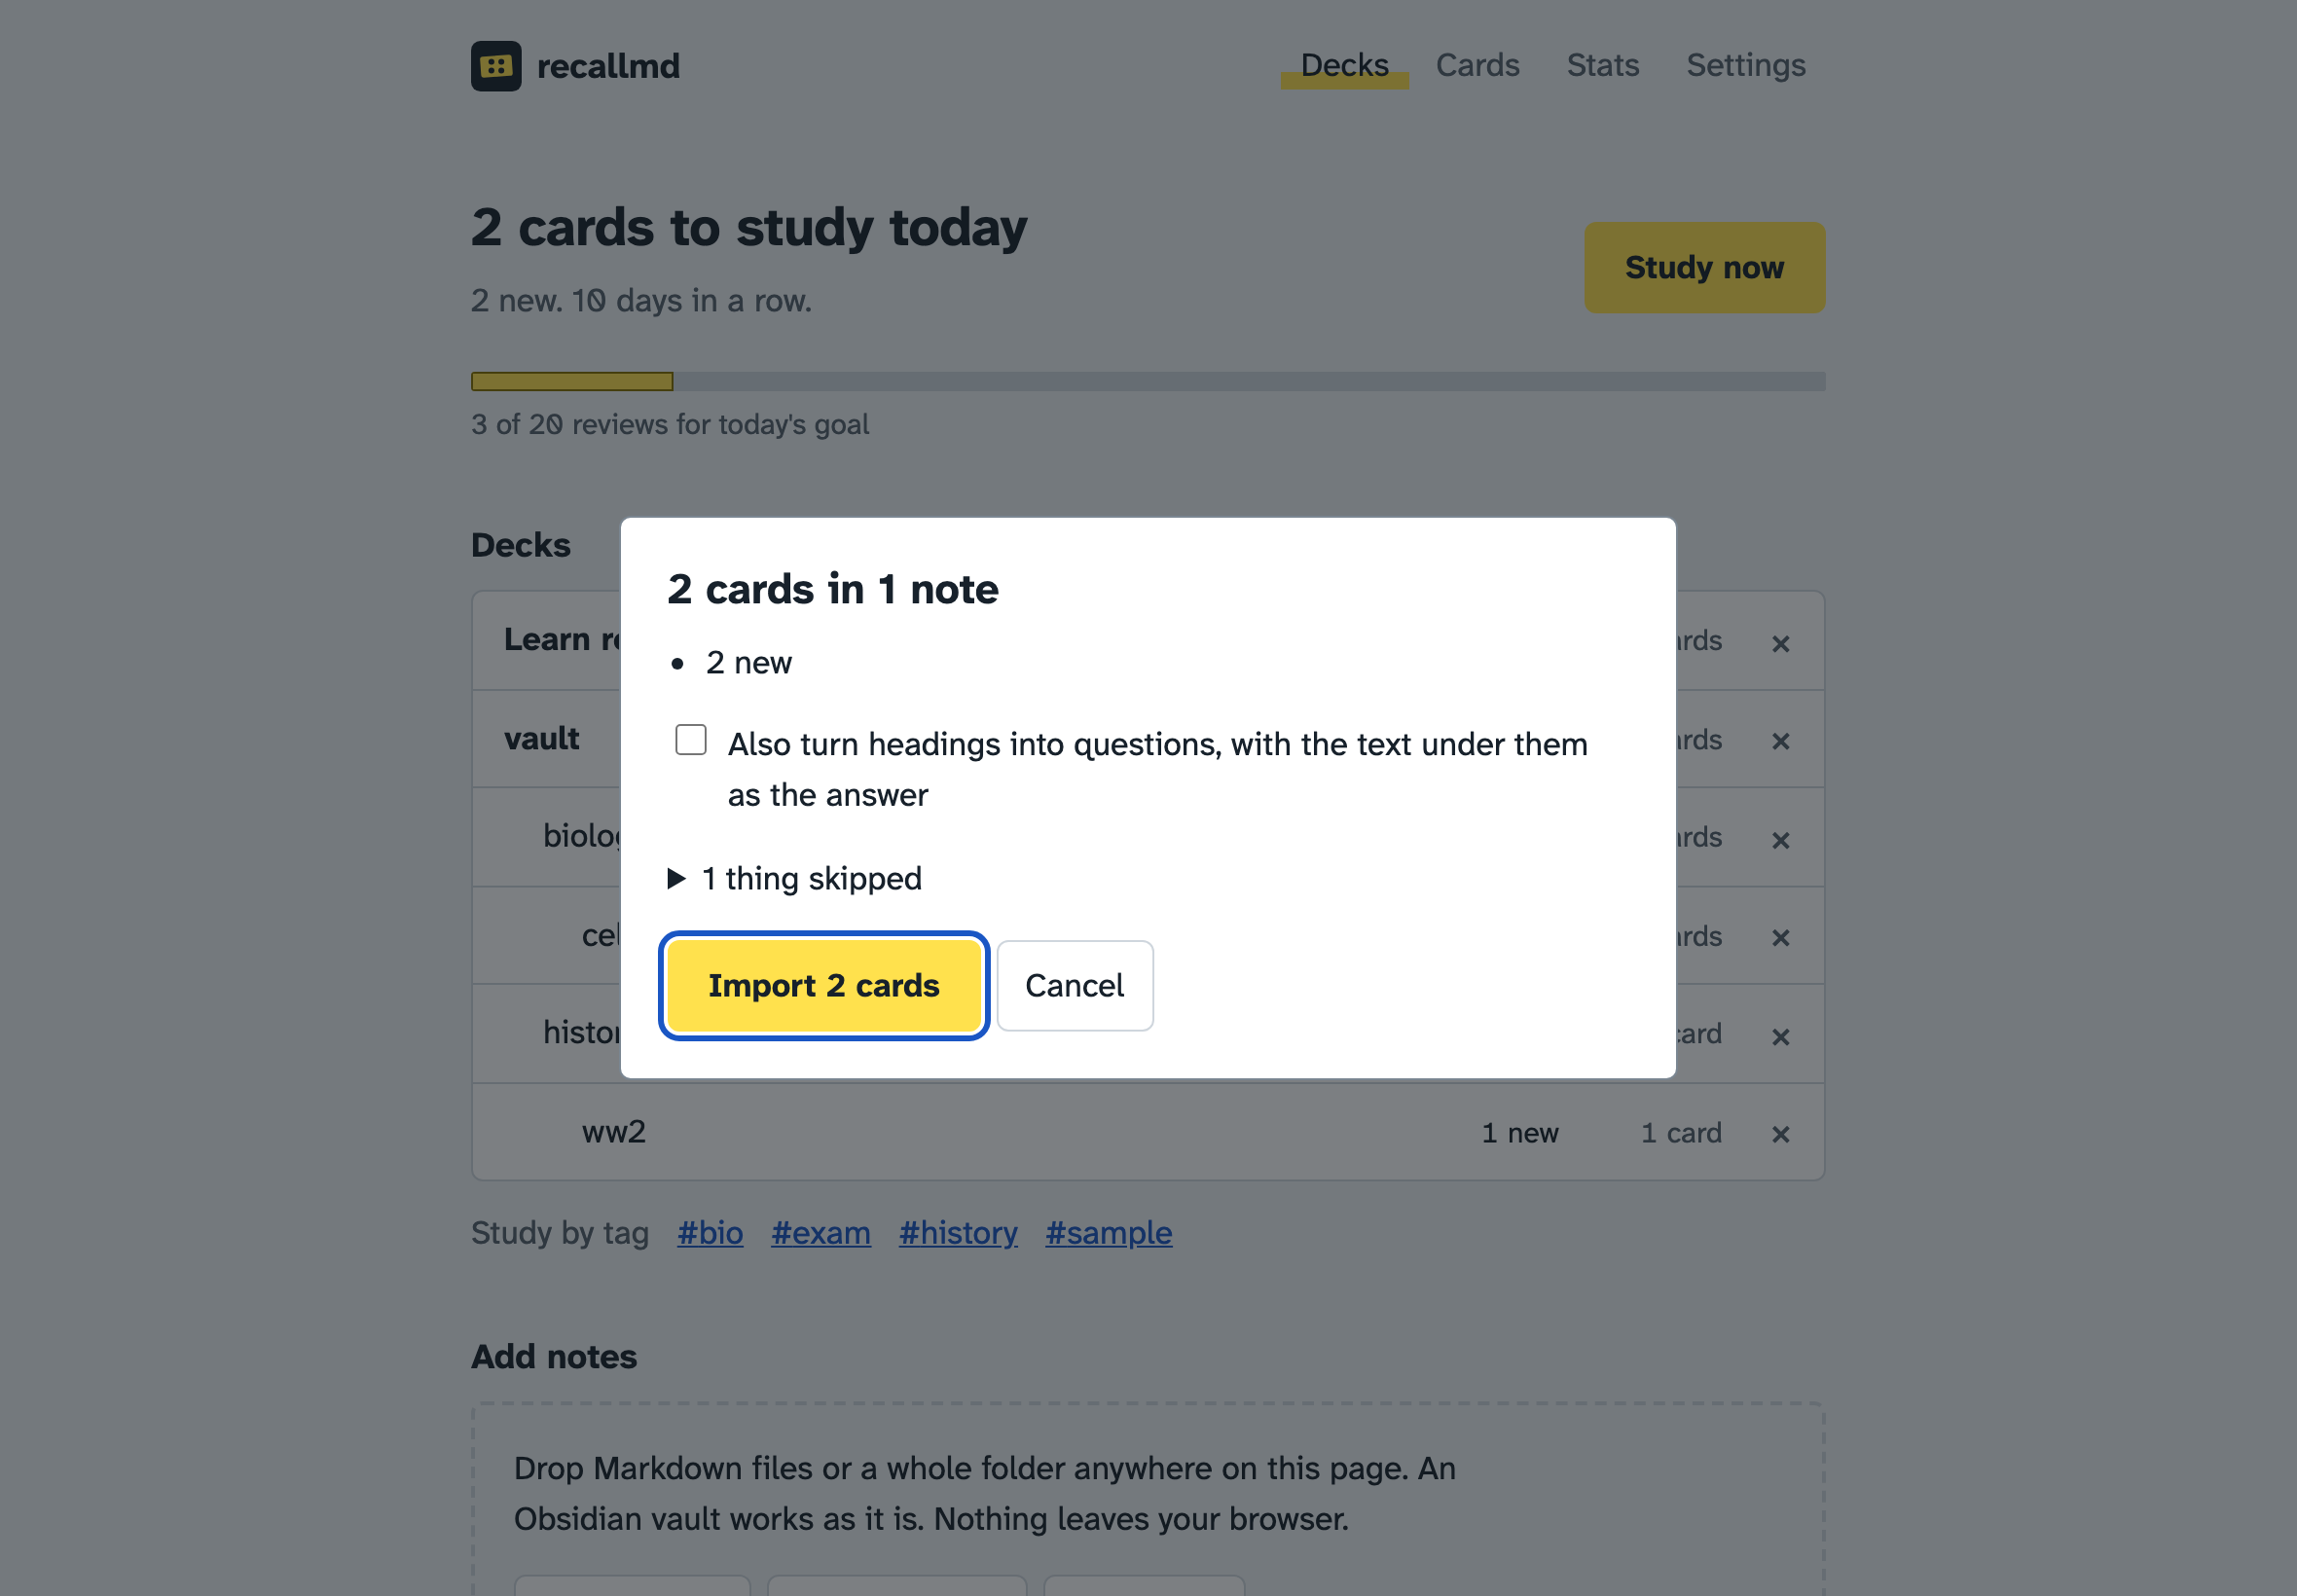 recallmd
Decks Cards Stats Settings
2 cards to study today
2 new. 10 days in a row.
Study now
3 of 20 reviews for today's goal
Decks
2 cards in 1 note
2 new
Also turn headings into questions, with the text under them
as the answer
1 thing skipped
Import 2 cards Cancel
Learn
vault
ww2 1 new 1 card ×
Study by tag #bio #exam #history #sample
Add notes
Drop Markdown files or a whole folder anywhere on this page. An
Obsidian vault works as it is. Nothing leaves your browser.